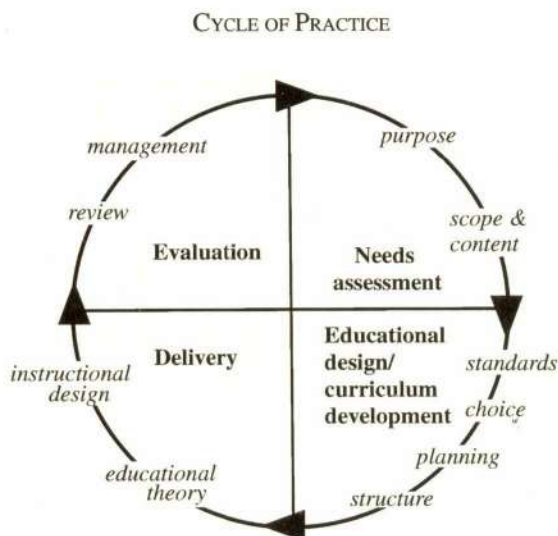 CYCLE OF PRACTICE
purpose
management
scope &
content
review
Evaluation
Needs
assessment
Delivery
Educational
design/
curriculum
development
standards
choice
planning
structure
instructional
design
educational
theory